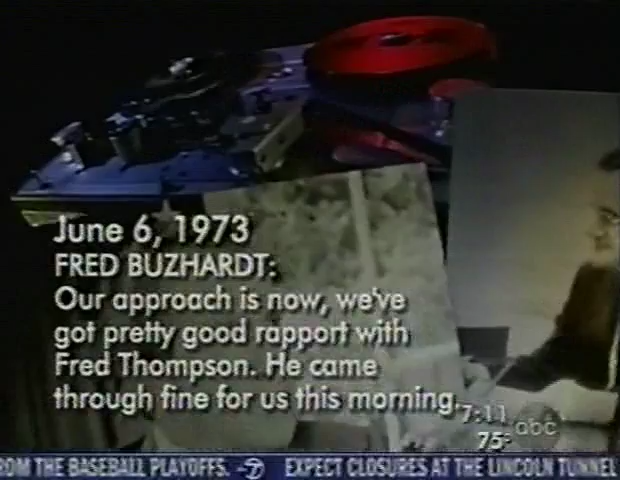 June 6, 1973
FRED BUZHARDT:
Our approach is now, we've
got pretty good rapport with
Fred Thompson. He came
through fine for us this morning.
7:11
75° abc
ROM THE BASEBALL PLAYOFFS. 7 EXPECT CLOSURES AT THE LINCOLN TUNNEL